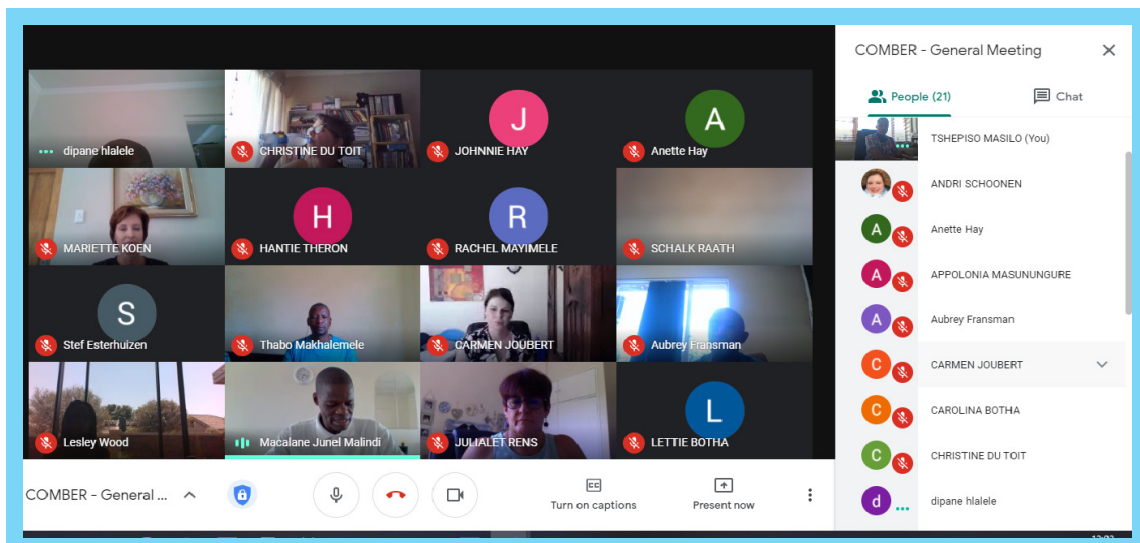 COMBER - General Meeting
People (21)
Chat
dipane hlalele
CHRISTINE DU TOIT
J
JOHNNIE HAY
A
Anette Hay
MARIETTE KOEN
H
HANTIE THERON
R
RACHEL MAYIMELE
SCHALK RAATH
S
Stef Esterhuizen
Thabo Makhalemele
CARMEN JOUBERT
Aubrey Fransman
Lesley Wood
Macalane Junel Malindi
JULIALET RENS
L
LETTIE BOTHA
TSHEPISO MASILO (You)
ANDRI SCHOONEN
A
Anette Hay
A
APPOLONIA MASUNUNGURE
A
Aubrey Fransman
C
CARMEN JOUBERT
C
CAROLINA BOTHA
C
CHRISTINE DU TOIT
d
dipane hlalele
COMBER - General ...
CC
Turn on captions
Present now